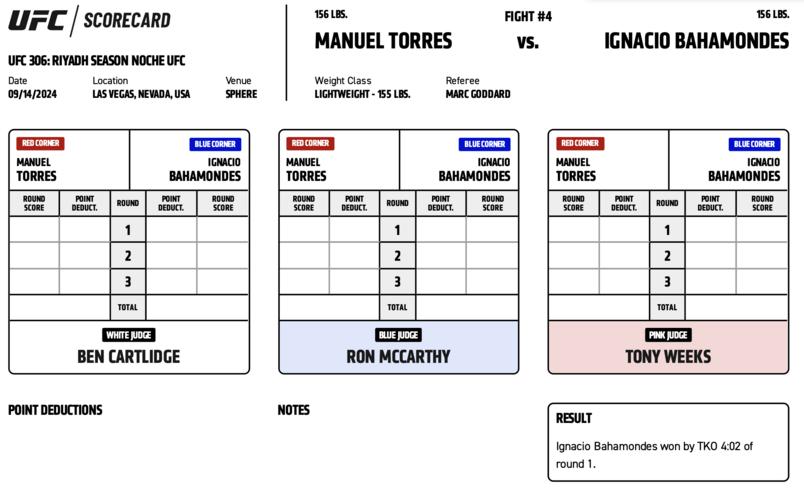 UFC / SCORECARD
UFC 306: RIYADH SEASON NOCHE UFC
Date Location Venue
09/14/2024 LAS VEGAS, NEVADA, USA SPHERE
156 LBS. FIGHT #4 156 LBS.
MANUEL TORRES VS. IGNACIO BAHAMONDES
Weight Class Referee
LIGHTWEIGHT - 155 LBS. MARC GODDARD
RED CORNER BLUE CORNER
MANUEL IGNACIO
TORRES BAHAMONDES
ROUND SCORE POINT DEDUCT. ROUND POINT DEDUCT. ROUND SCORE
1
2
3
TOTAL
WHITE JUDGE
BEN CARTLIDGE
RED CORNER BLUE CORNER
MANUEL IGNACIO
TORRES BAHAMONDES
ROUND SCORE POINT DEDUCT. ROUND POINT DEDUCT. ROUND SCORE
1
2
3
TOTAL
BLUE JUDGE
RON MCCARTHY
RED CORNER BLUE CORNER
MANUEL IGNACIO
TORRES BAHAMONDES
ROUND SCORE POINT DEDUCT. ROUND POINT DEDUCT. ROUND SCORE
1
2
3
TOTAL
PINK JUDGE
TONY WEEKS
POINT DEDUCTIONS
NOTES
RESULT
Ignacio Bahamondes won by TKO 4:02 of
round 1.